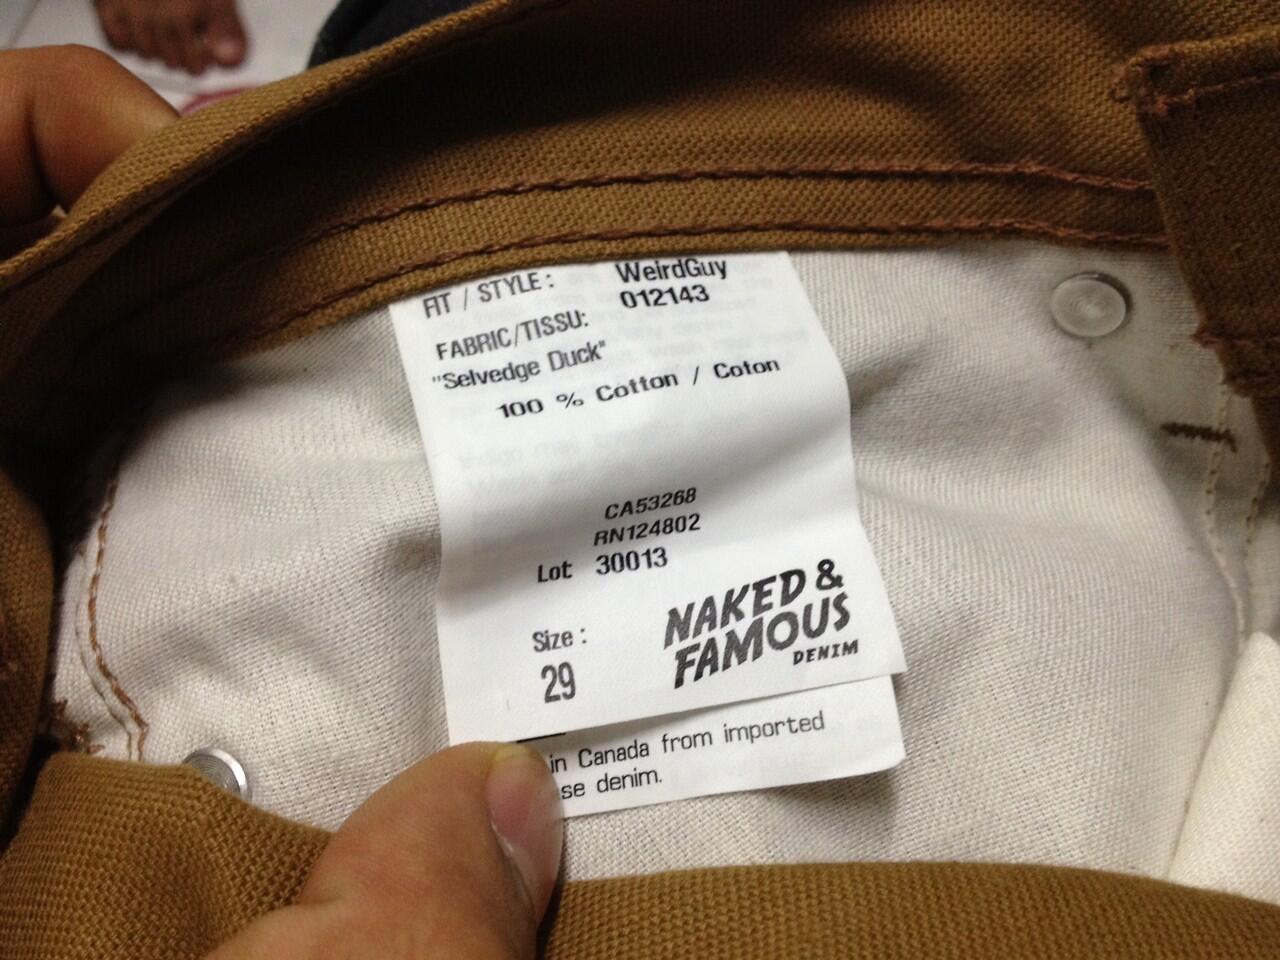 FIT / STYLE: WeirdGuy
012143
FABRIC/TISSU:
"Selvedge Duck"
100 % Cotton / Coton
CA53268
RN124802
Lot: 30013
Size :
29
NAKED &
FAMOUS
DENIM
in Canada from imported
se denim.